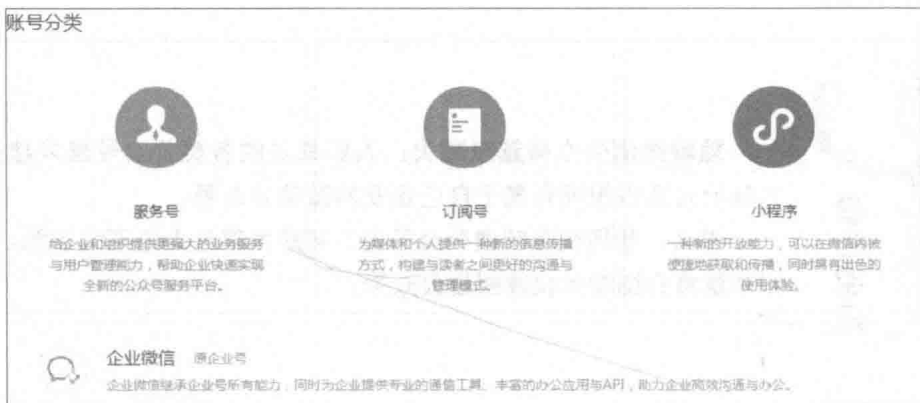 账号分类
服务号
给企业和组织提供更强大的业务服务
与用户管理能力，帮助企业快速实现
全新的公众号服务平台。
订阅号
为媒体和个人提供一种新的信息传播
方式，构建与读者之间更好的沟通与
管理模式。
小程序
一种新的开放能力，可以在微信内被
便捷地获取和传播，同时具有出色的
使用体验。
企业微信 原企业号
企业微信继承企业号所有能力，同时为企业提供专业的通信工具、丰富的办公应用与API，助力企业高效沟通与办公。